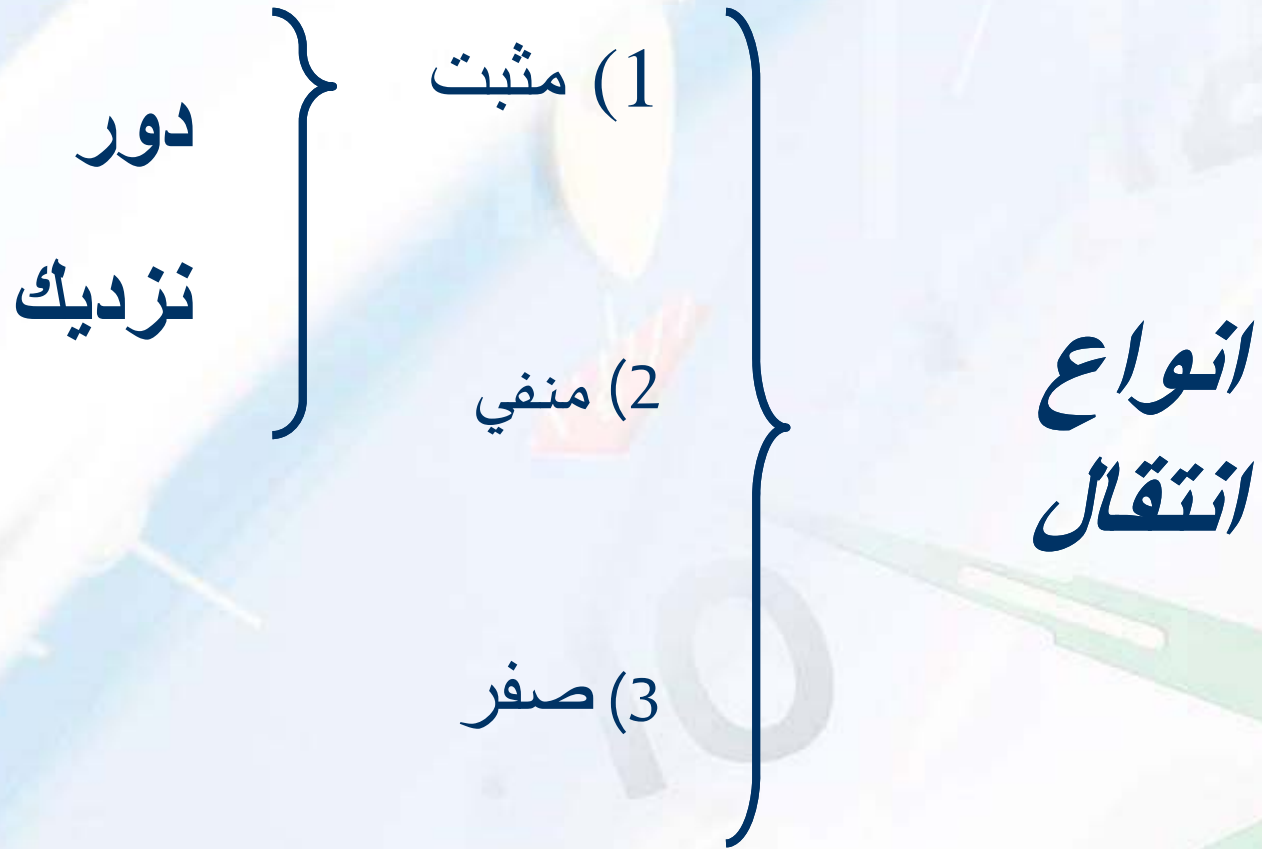 انواع
انتقال
1) مثبت
2) منفي
3) صفر
دور
نزديك